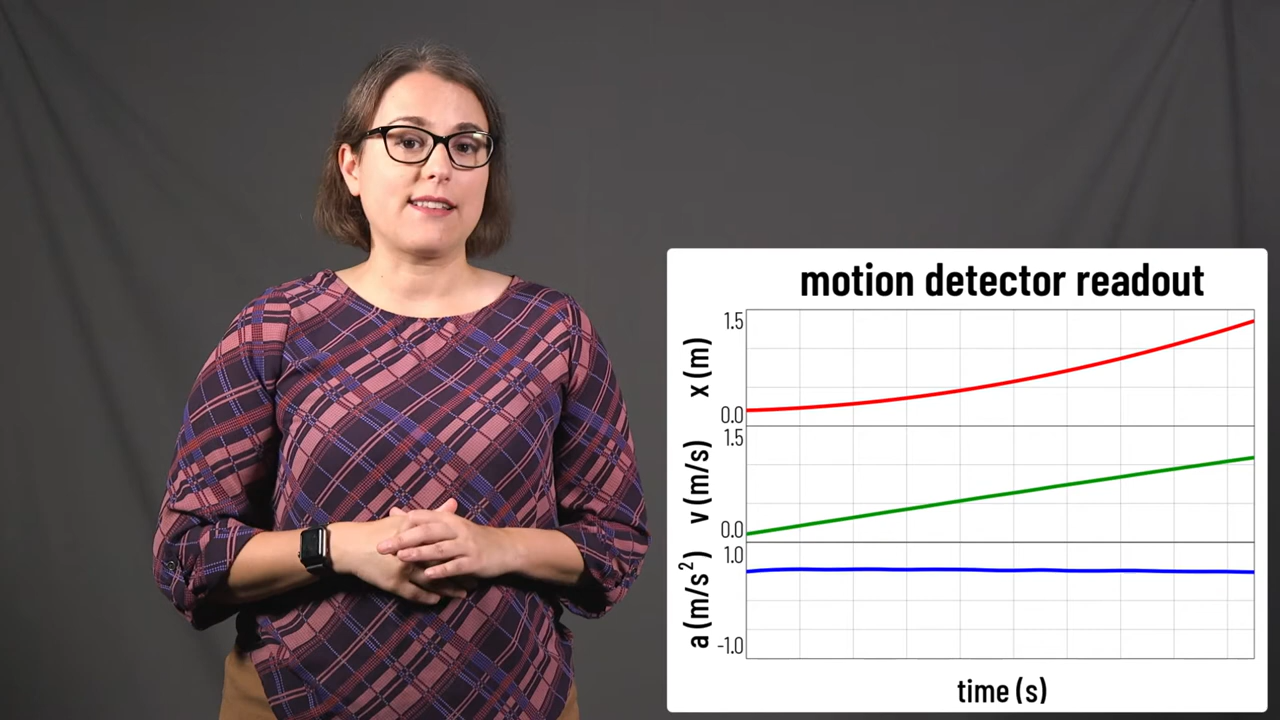 motion detector readout
1.5
x (m)
0.0
1.5
v (m/s)
0.0
1.0
a (m/s²)
-1.0
time (s)